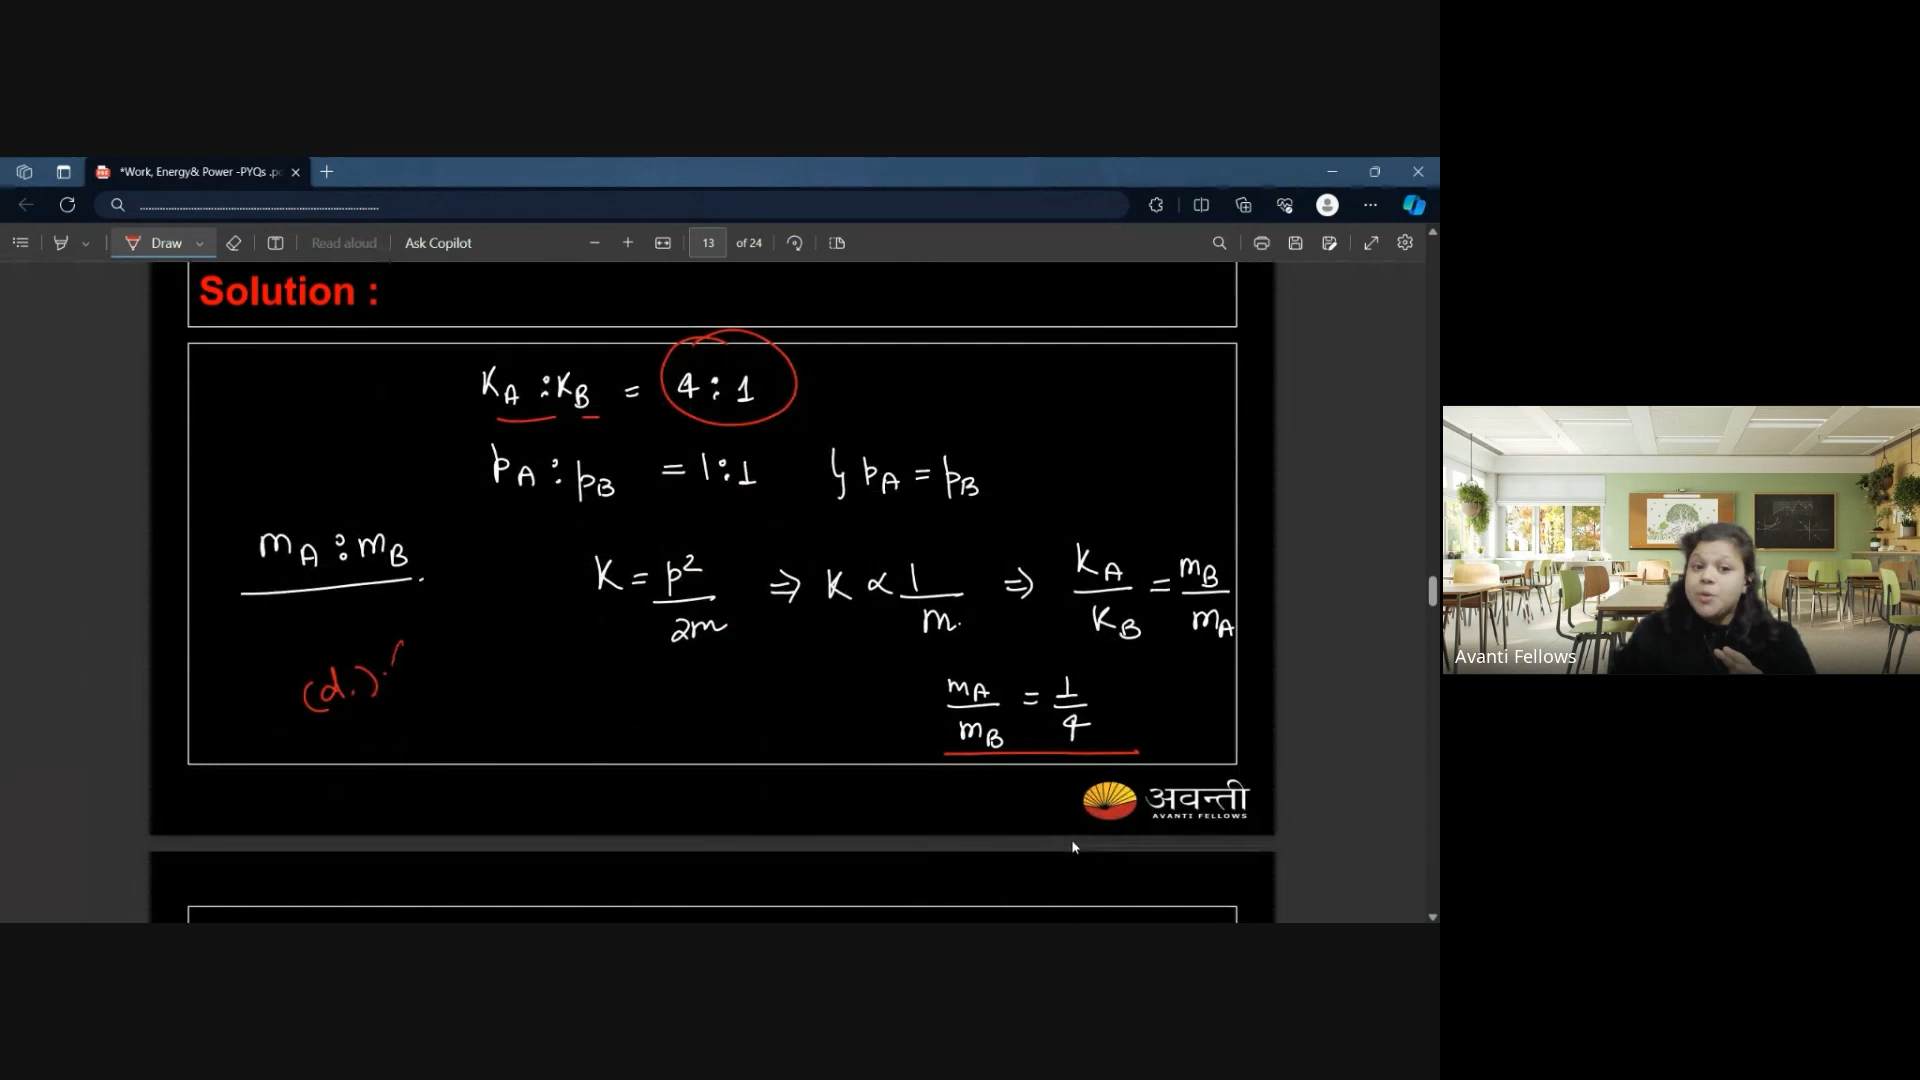 *Work, Energy& Power -PYQs .p
Draw
Read aloud
Ask Copilot
13 of 24
Solution :
K_A : K_B = 4 : 1
p_A : p_B = 1 : 1
p_A = p_B
m_A : m_B
K = p²/2m ⇒ K ∝ 1/m. ⇒ K_A/K_B = m_B/m_A
(d.)
m_A/m_B = 1/4
अवन्ती
AVANTI FELLOWS
Avanti Fellows